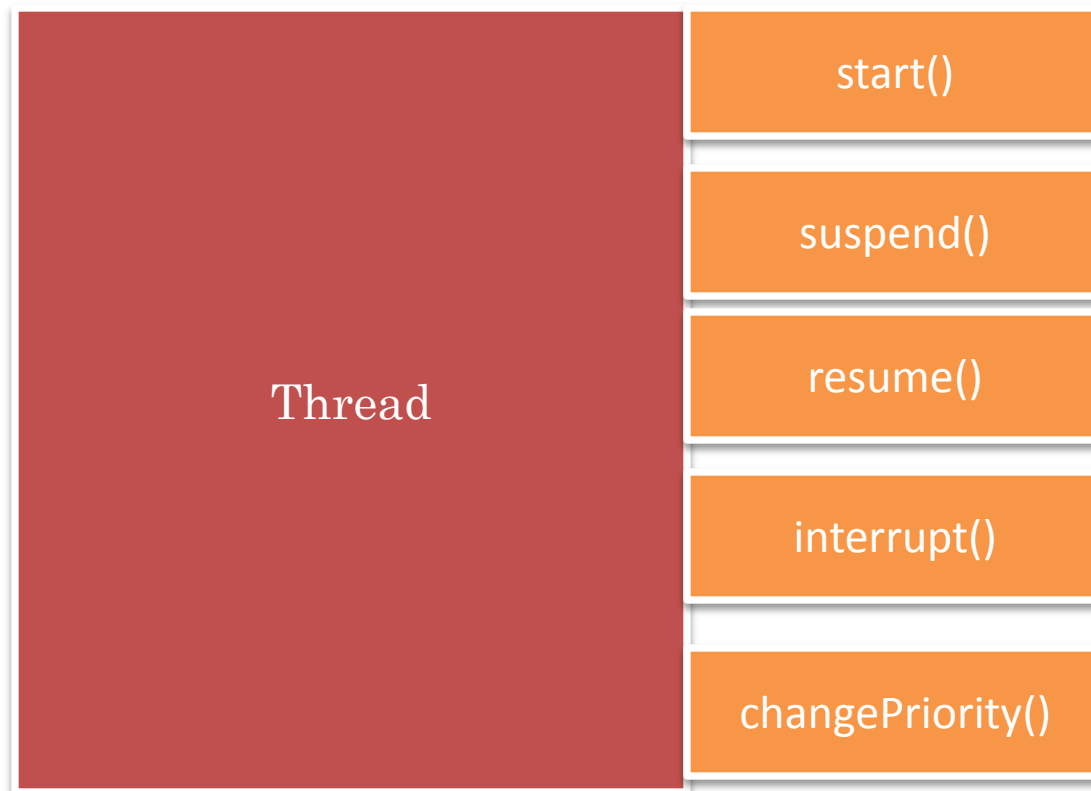 start()
suspend()
resume()
Thread
interrupt()
changePriority()